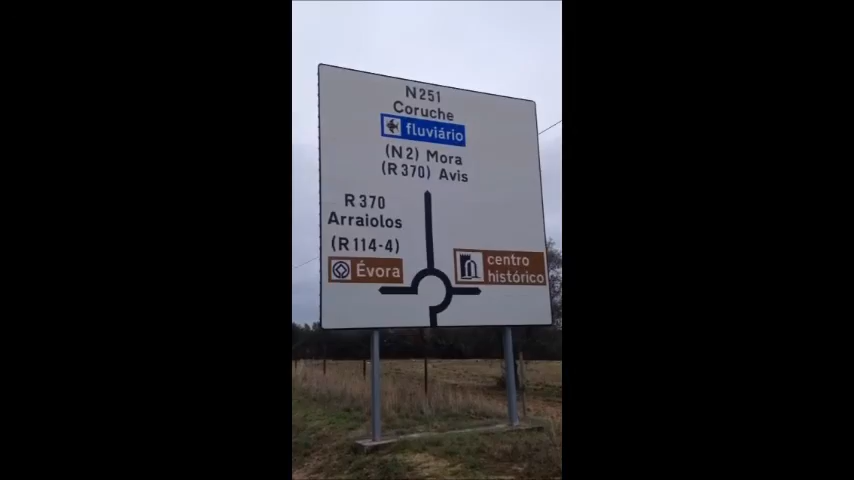 N251
Coruche
fluviário
(N2) Mora
(R370) Avis
R370
Arraiolos
(R114-4)
Évora
centro
histórico